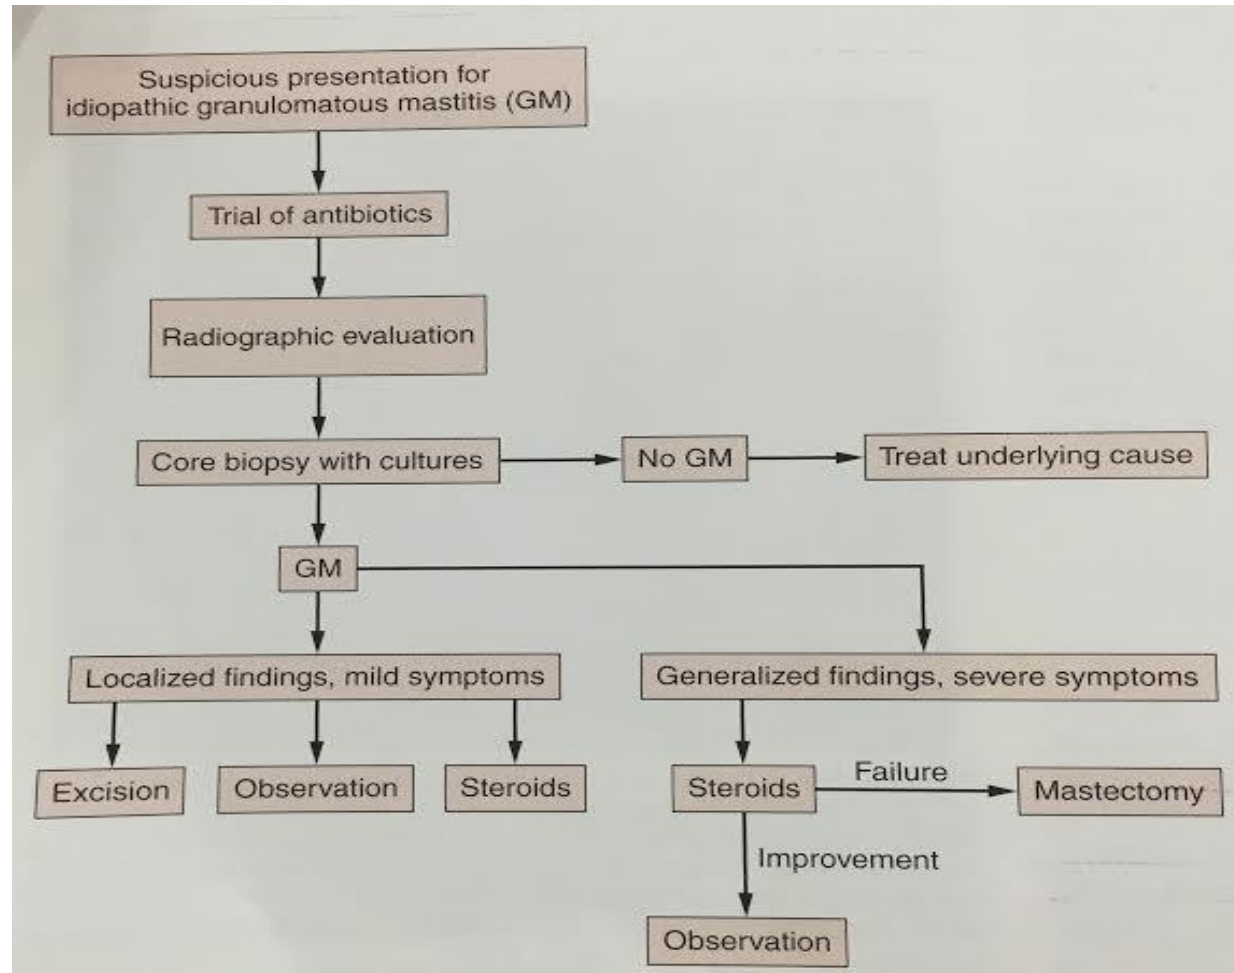 Suspicious presentation for
idiopathic granulomatous mastitis (GM)
Trial of antibiotics
Radiographic evaluation
Core biopsy with cultures
No GM
Treat underlying cause
GM
Localized findings, mild symptoms
Generalized findings, severe symptoms
Excision
Observation
Steroids
Steroids
Failure
Mastectomy
Improvement
Observation